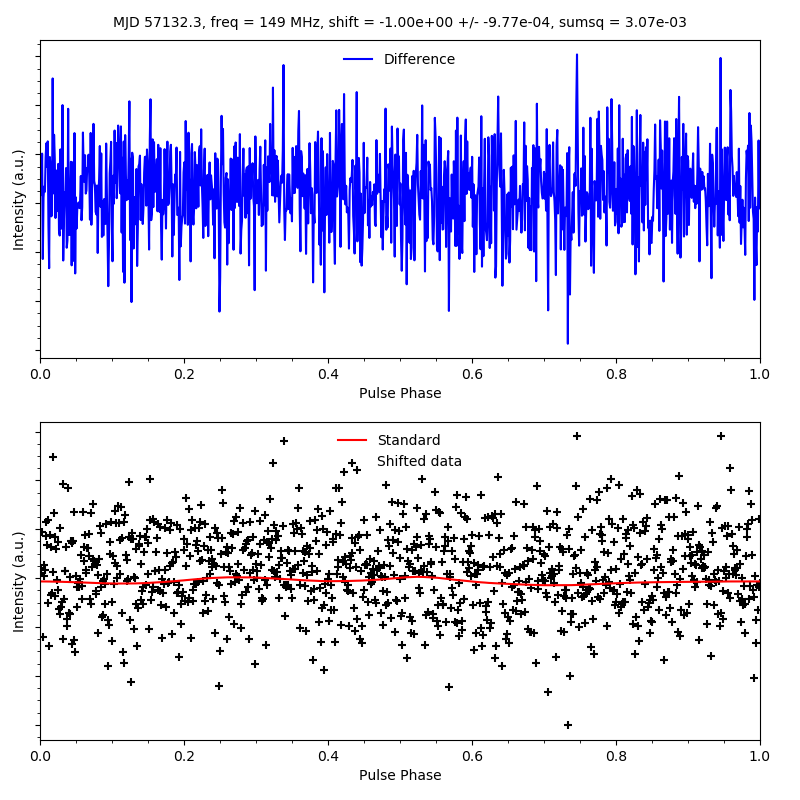 MJD 57132.3, freq = 149 MHz, shift = -1.00e+00 +/- -9.77e-04, sumsq = 3.07e-03
Difference
Intensity (a.u.)
0.0 0.2 0.4 0.6 0.8 1.0
Pulse Phase
Standard
Shifted data
Intensity (a.u.)
0.0 0.2 0.4 0.6 0.8 1.0
Pulse Phase